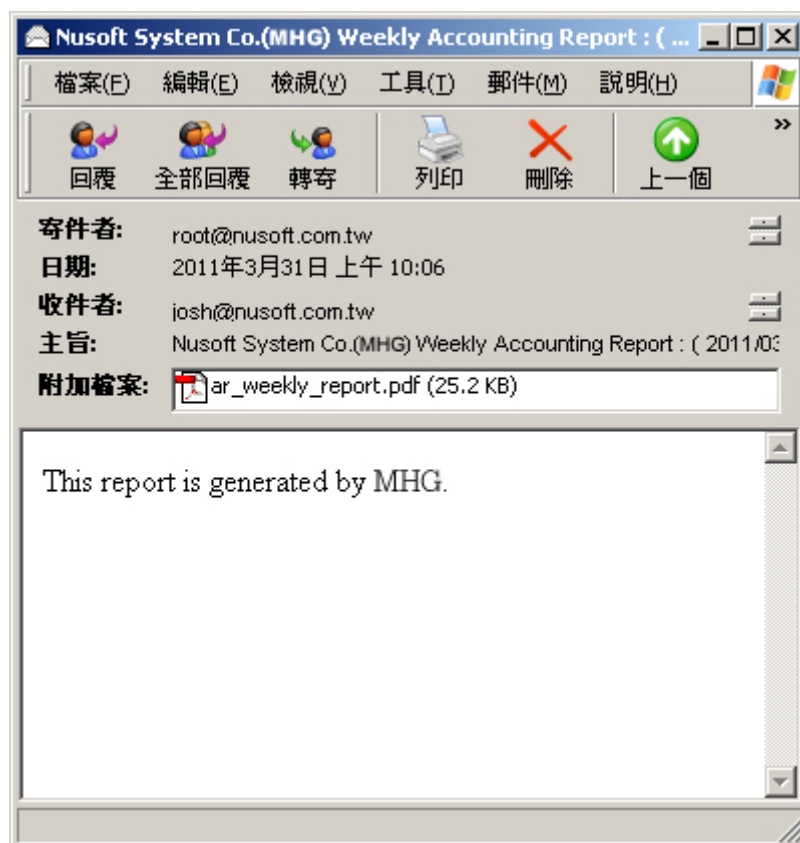 Nusoft System Co.(MHG) Weekly Accounting Report : ( ...
檔案(F) 編輯(E) 檢視(V) 工具(T) 郵件(M) 說明(H)
回覆 全部回覆 轉寄 列印 刪除 上一個 »
寄件者: root@nusoft.com.tw
日期: 2011年3月31日 上午 10:06
收件者: josh@nusoft.com.tw
主旨: Nusoft System Co.(MHG) Weekly Accounting Report : ( 2011/03
附加檔案: ar_weekly_report.pdf (25.2 KB)
This report is generated by MHG.